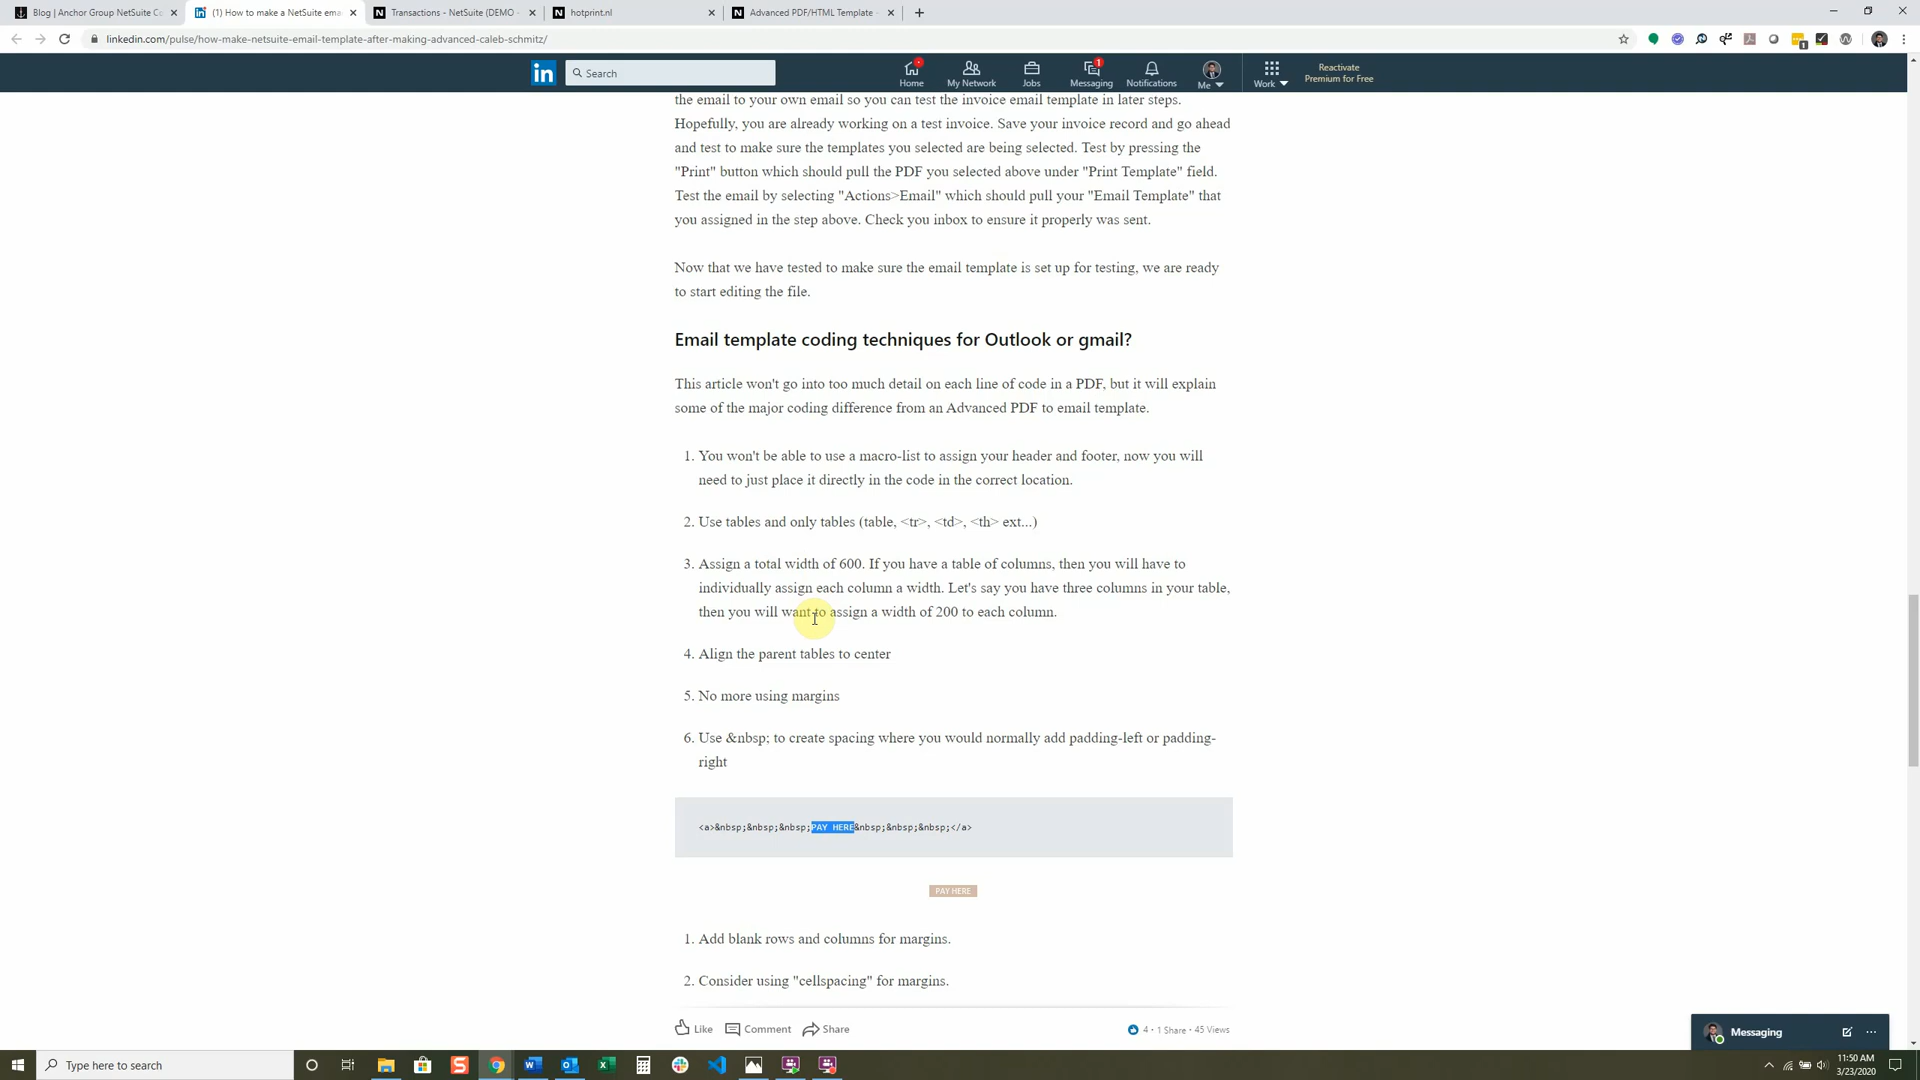 Blog | Anchor Group NetSuite Co
(1) How to make a NetSuite emai
Transactions - NetSuite (DEMO -
hotprint.nl
Advanced PDF/HTML Template -
linkedin.com/pulse/how-make-netsuite-email-template-after-making-advanced-caleb-schmitz/
in
Search
Home
My Network
Jobs
1
Messaging
Notifications
Me
Work
Reactivate
Premium for Free
the email to your own email so you can test the invoice email template in later steps.
Hopefully, you are already working on a test invoice. Save your invoice record and go ahead
and test to make sure the templates you selected are being selected. Test by pressing the
"Print" button which should pull the PDF you selected above under "Print Template" field.
Test the email by selecting "Actions>Email" which should pull your "Email Template" that
you assigned in the step above. Check you inbox to ensure it properly was sent.
Now that we have tested to make sure the email template is set up for testing, we are ready
to start editing the file.
Email template coding techniques for Outlook or gmail?
This article won't go into too much detail on each line of code in a PDF, but it will explain
some of the major coding difference from an Advanced PDF to email template.
1. You won't be able to use a macro-list to assign your header and footer, now you will
need to just place it directly in the code in the correct location.
2. Use tables and only tables (table, <tr>, <td>, <th> ext...)
3. Assign a total width of 600. If you have a table of columns, then you will have to
individually assign each column a width. Let's say you have three columns in your table,
then you will want to assign a width of 200 to each column.
4. Align the parent tables to center
5. No more using margins
6. Use &nbsp; to create spacing where you would normally add padding-left or padding-
right
<a>&nbsp;&nbsp;&nbsp;PAY HERE&nbsp;&nbsp;&nbsp;</a>
PAY HERE
1. Add blank rows and columns for margins.
2. Consider using "cellspacing" for margins.
Like
Comment
Share
4 • 1 Share • 45 Views
Messaging
Type here to search
11:50 AM
3/23/2020